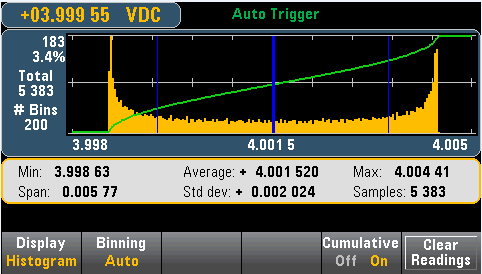 +03.999 55 VDC Auto Trigger
183
3.4%
Total
5 383
# Bins
200
3.998 4.001 5 4.005
Min: 3.998 63 Average: + 4.001 520 Max: 4.004 41
Span: 0.005 77 Std dev: + 0.002 024 Samples: 5 383
Display Binning Cumulative Clear
Histogram Auto Off On Readings